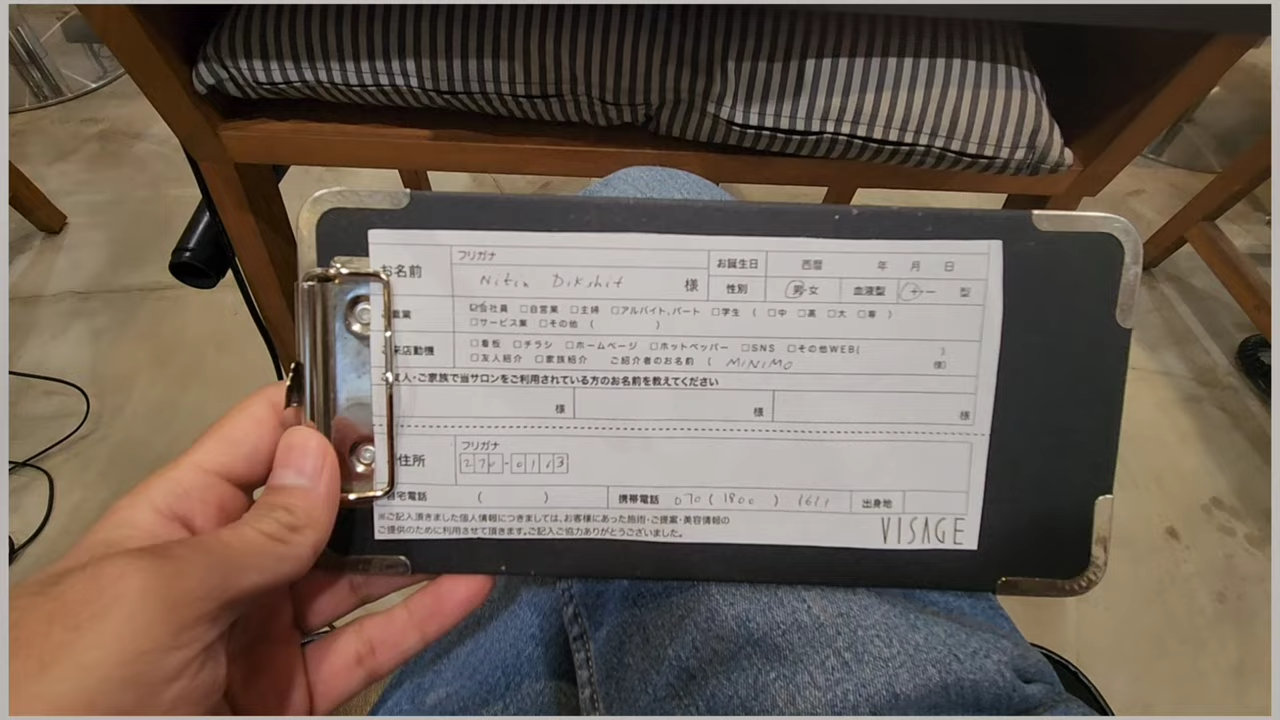 フリガナ
お名前 Nitin Dikshit 様
お誕生日 西暦 年 月 日
性別 男・女 血液型 + − 型
職業 ☑会社員 □自営業 □主婦 □アルバイト、パート □学生 ( □中 □高 □大 □専 )
□サービス業 □その他 ( )
ご来店動機 □看板 □チラシ □ホームページ □ホットペッパー □SNS □その他WEB( )
□友人紹介 □家族紹介 ご紹介者のお名前 ( MINIMO 様)
友人・ご家族で当サロンをご利用されている方のお名前を教えてください
様 様 様
フリガナ
住所
自宅電話 ( ) 携帯電話 070 ( 1800 ) 1611 出身地
※ご記入頂きました個人情報につきましては、お客様にあった施術・ご提案・美容情報の
ご提供のために利用させて頂きます。ご記入ご協力ありがとうございました。
VISAGE